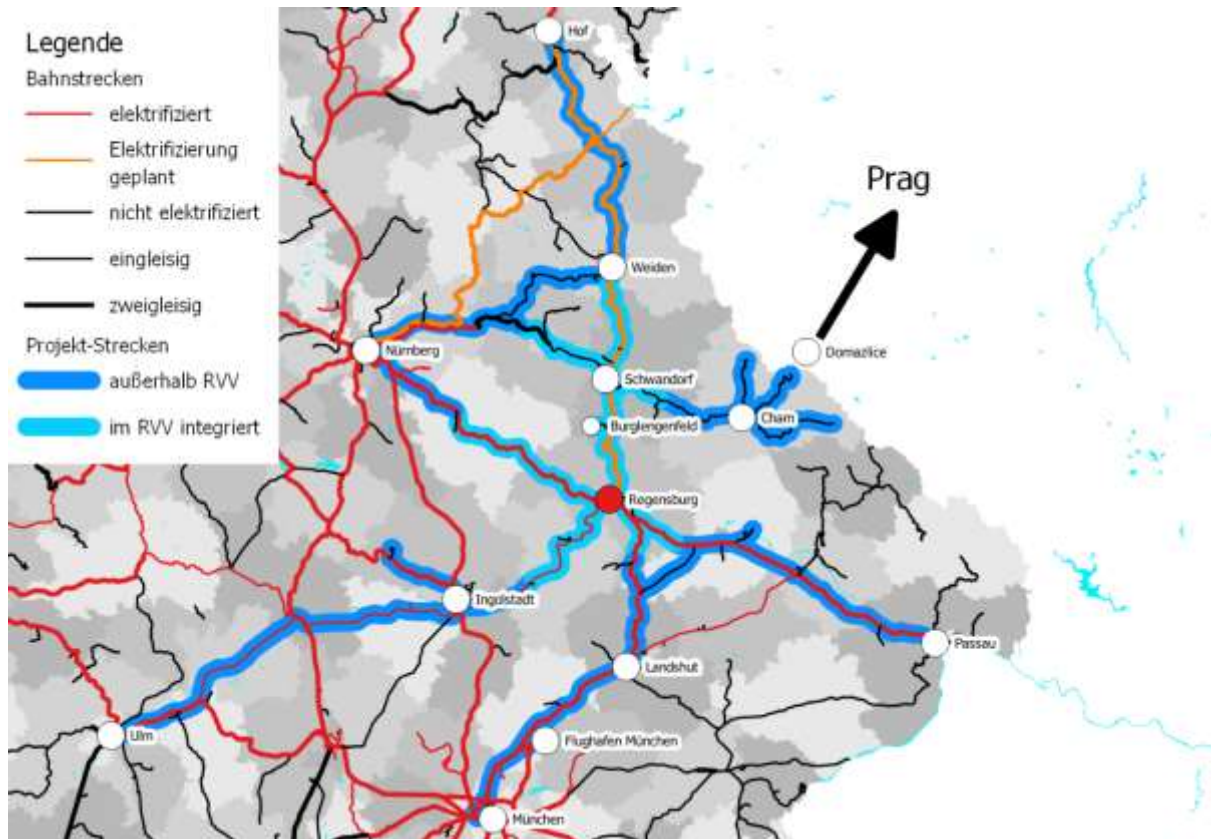 Legende
Bahnstrecken
elektrifiziert
Elektrifizierung
geplant
nicht elektrifiziert
eingleisig
zweigleisig
Projekt-Strecken
außerhalb RVV
im RVV integriert
Hof
Prag
Weiden
Nürnberg
Domazlice
Schwandorf
Cham
Burglengenfeld
Regensburg
Ingolstadt
Passau
Landshut
Ulm
Flughafen München
München